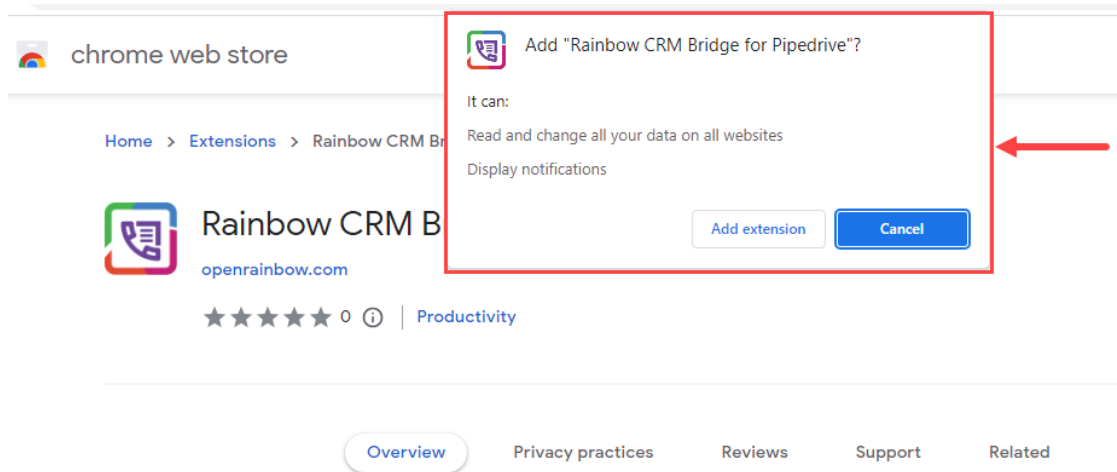 chrome web store
Add "Rainbow CRM Bridge for Pipedrive"?
It can:
Read and change all your data on all websites
Display notifications
Add extension
Cancel
Home > Extensions > Rainbow CRM Br
Rainbow CRM B
openrainbow.com
0 | Productivity
Overview
Privacy practices
Reviews
Support
Related